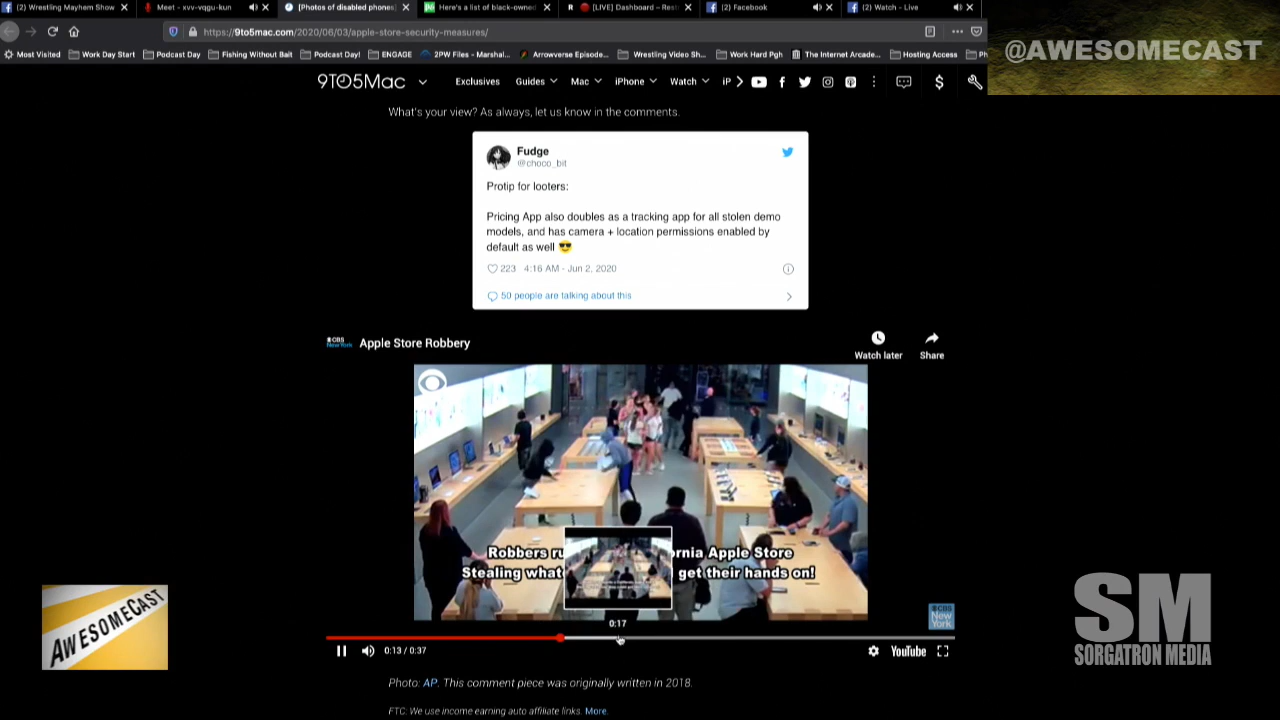 (2) Wrestling Mayhem Show
Meet - xvv-vqgu-kun
[Photos of disabled phones]
Here's a list of black-owned
R
[LIVE] Dashboard - Rest
(2) Facebook
(2) Watch - Live
https://9to5mac.com/2020/06/03/apple-store-security-measures/
Most Visited
Work Day Start
Podcast Day
Fishing Without Bait
Podcast Day!
ENGAGE
2PW Files - Marshal...
Arrowverse Episode...
Wrestling Video Sh...
Work Hard Pgh
The Internet Arcade...
Hosting Access
@AWESOMECAST
9TO5Mac
Exclusives
Guides
Mac
iPhone
Watch
iP
What's your view? As always, let us know in the comments.
Fudge
@choco_bit
Protip for looters:
Pricing App also doubles as a tracking app for all stolen demo
models, and has camera + location permissions enabled by
default as well 😎
223 4:16 AM - Jun 2, 2020
50 people are talking about this
CBS
New York
Apple Store Robbery
Watch later
Share
Robbers ru
ornia Apple Store
Stealing what
get their hands on!
0:17
CBS
New
York
0:13 / 0:37
YouTube
Photo: AP. This comment piece was originally written in 2018.
FTC: We use income earning auto affiliate links. More.
AWESOMECAST
SM
SORGATRON MEDIA